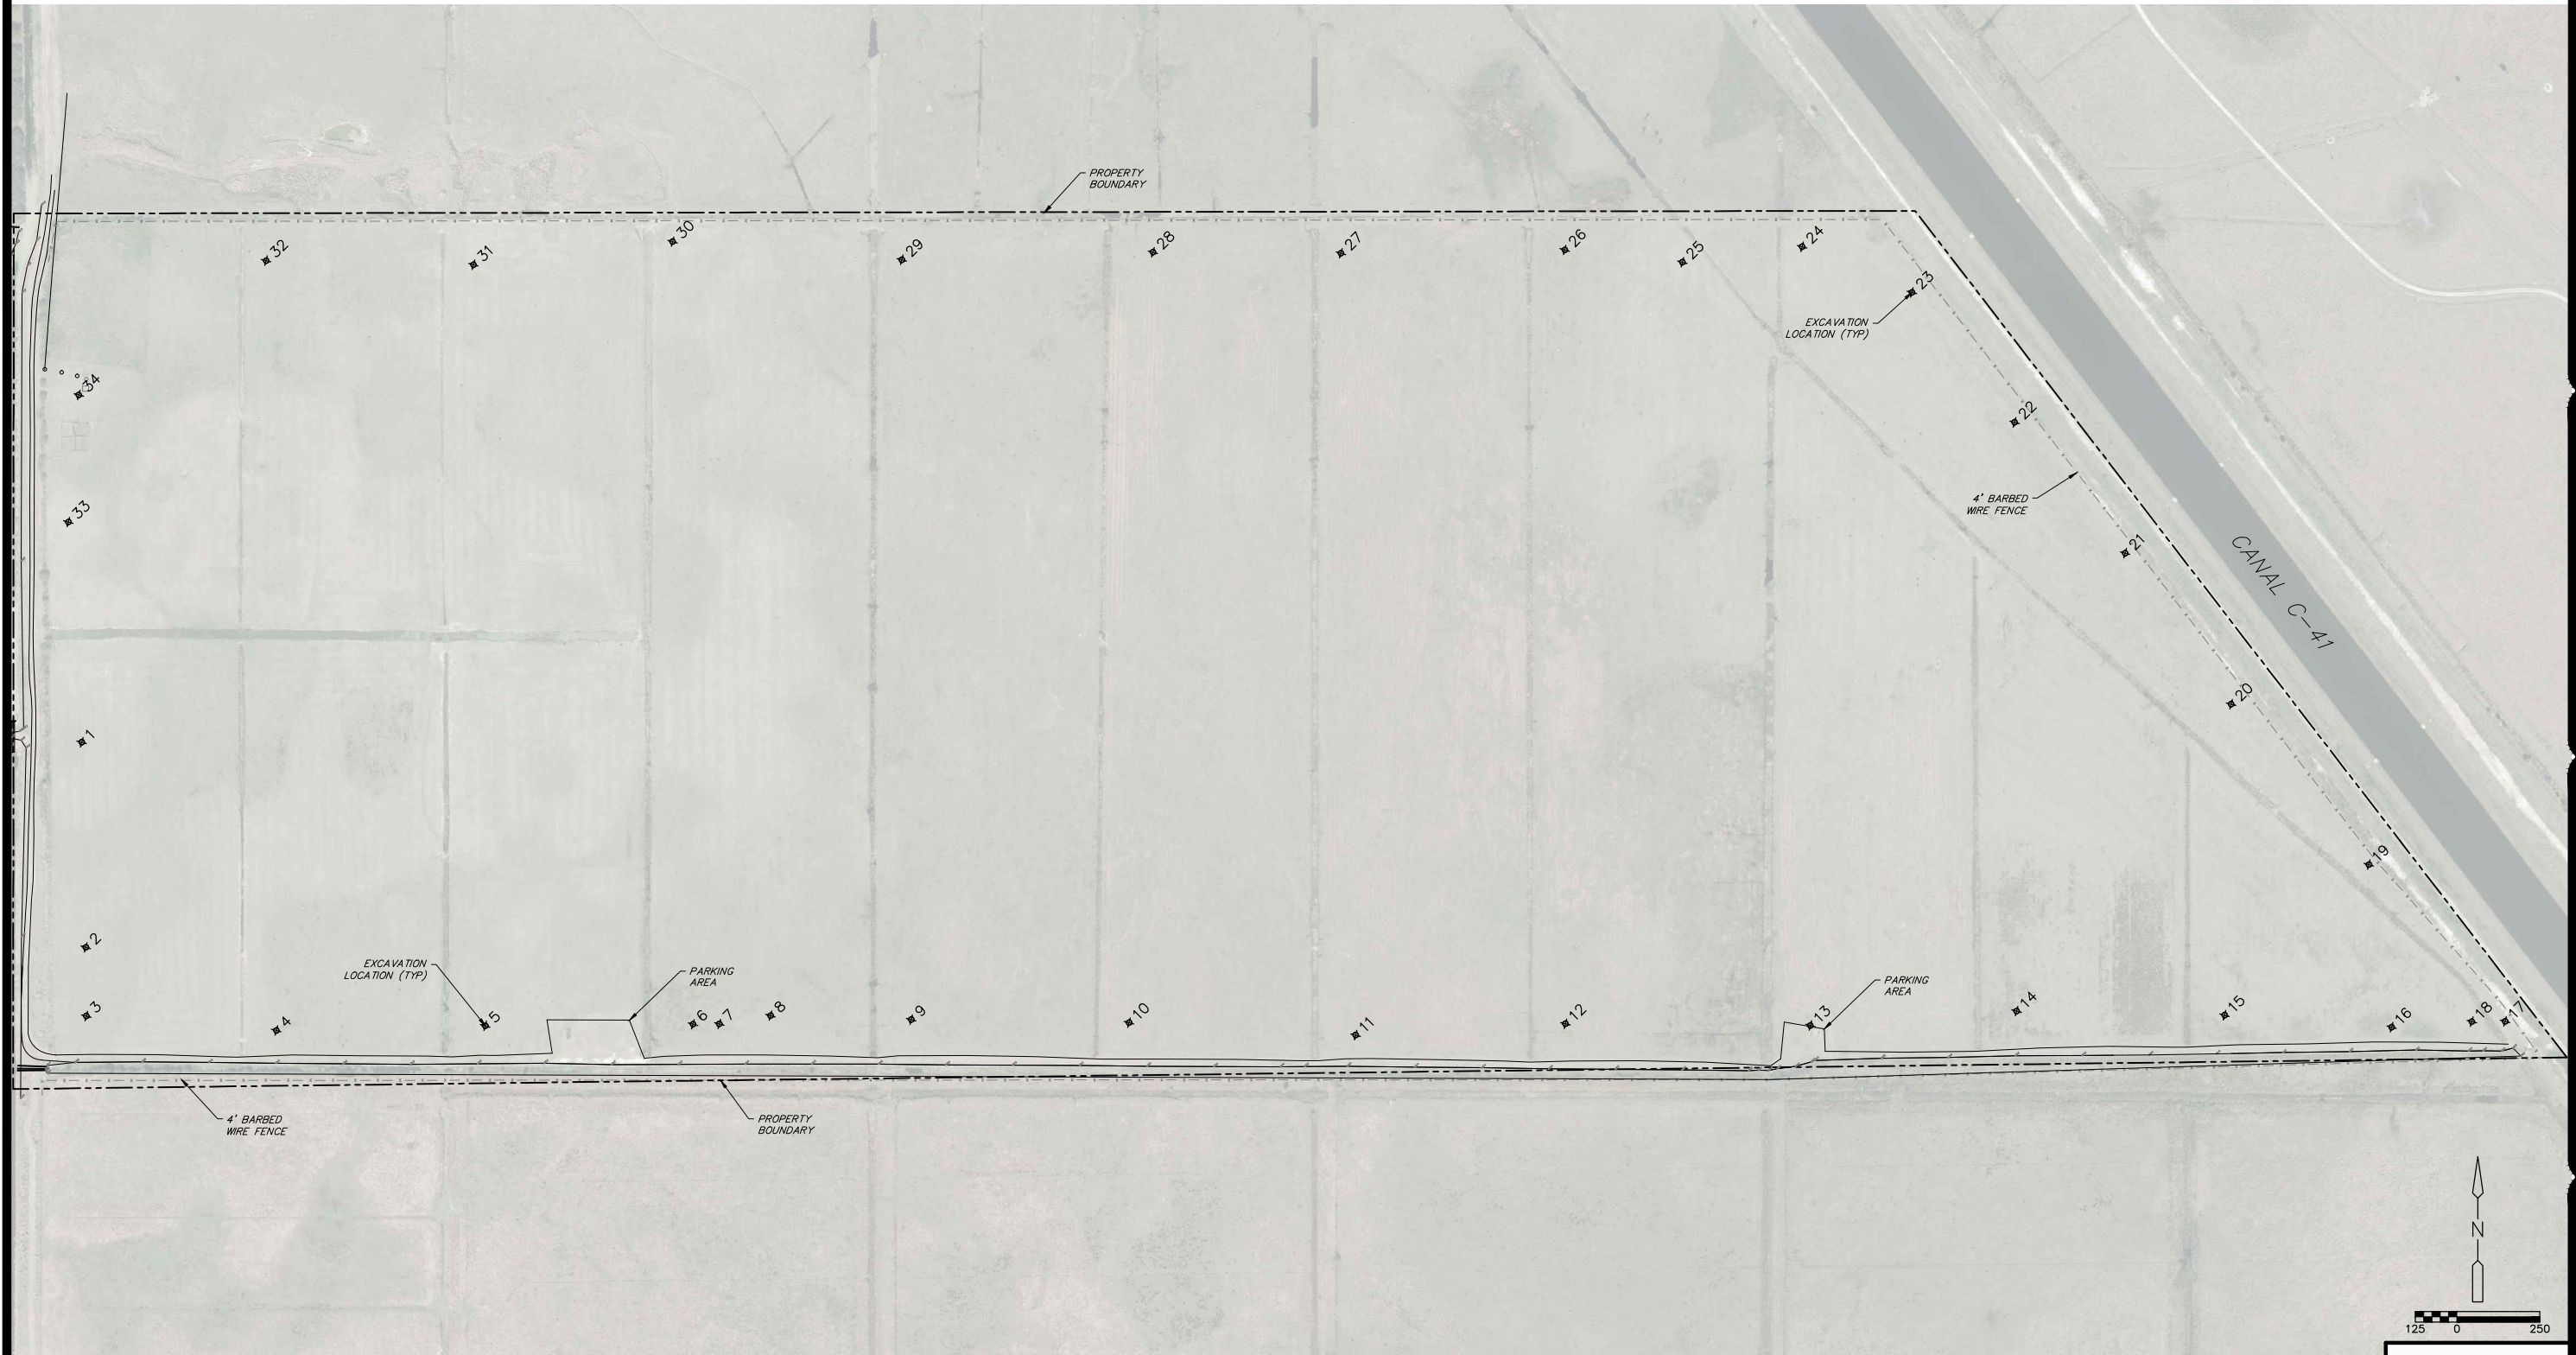 PROPERTY
BOUNDARY
30
32
31
29
28
27
26
25
24
23
EXCAVATION
LOCATION (TYP)
34
22
4' BARBED
WIRE FENCE
33
21
CANAL C-41
20
1
19
2
EXCAVATION
LOCATION (TYP)
PARKING
AREA
PARKING
AREA
3
4
5
6
7
8
9
10
11
12
13
14
15
16
18
17
4' BARBED
WIRE FENCE
PROPERTY
BOUNDARY
N
125 0 250